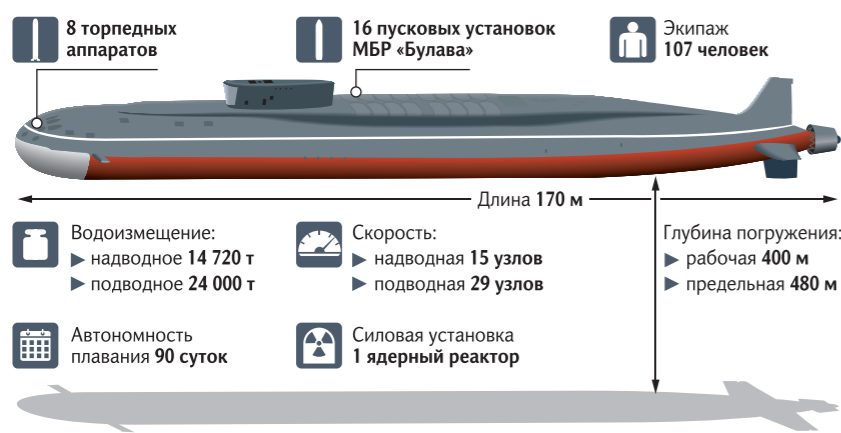 8 торпедных
аппаратов
16 пусковых установок
МБР «Булава»
Экипаж
107 человек
Длина 170 м
Водоизмещение:
▶ надводное 14 720 т
▶ подводное 24 000 т
Скорость:
▶ надводная 15 узлов
▶ подводная 29 узлов
Глубина погружения:
▶ рабочая 400 м
▶ предельная 480 м
Автономность
плавания 90 суток
Силовая установка
1 ядерный реактор